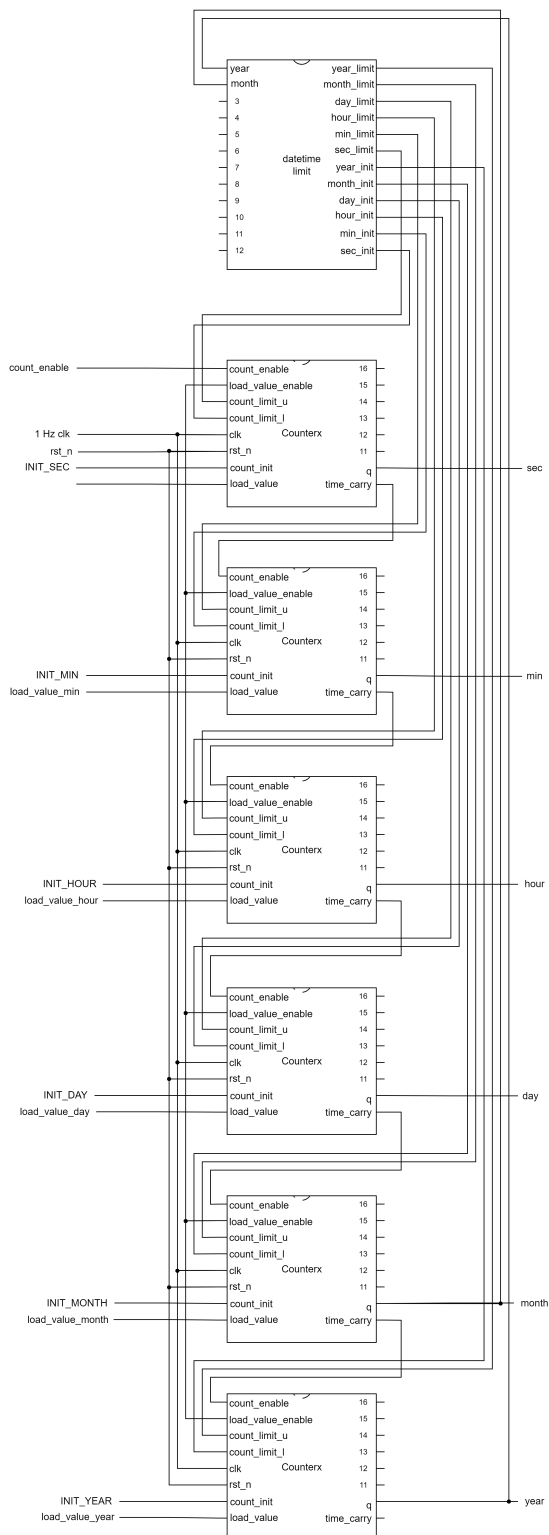 year year_limit
month month_limit
3 day_limit
4 hour_limit
5 min_limit
6 sec_limit
datetime
limit
7 year_init
8 month_init
9 day_init
10 hour_init
11 min_init
12 sec_init
count_enable count_enable 16
load_value_enable 15
count_limit_u 14
count_limit_l 13
1 Hz clk clk Counterx 12
rst_n rst_n 11
INIT_SEC count_init q sec
load_value time_carry
count_enable 16
load_value_enable 15
count_limit_u 14
count_limit_l 13
clk Counterx 12
rst_n 11
INIT_MIN count_init q min
load_value_min load_value time_carry
count_enable 16
load_value_enable 15
count_limit_u 14
count_limit_l 13
clk Counterx 12
rst_n 11
INIT_HOUR count_init q hour
load_value_hour load_value time_carry
count_enable 16
load_value_enable 15
count_limit_u 14
count_limit_l 13
clk Counterx 12
rst_n 11
INIT_DAY count_init q day
load_value_day load_value time_carry
count_enable 16
load_value_enable 15
count_limit_u 14
count_limit_l 13
clk Counterx 12
rst_n 11
INIT_MONTH count_init q month
load_value_month load_value time_carry
count_enable 16
load_value_enable 15
count_limit_u 14
count_limit_l 13
clk Counterx 12
rst_n 11
INIT_YEAR count_init q year
load_value_year load_value time_carry